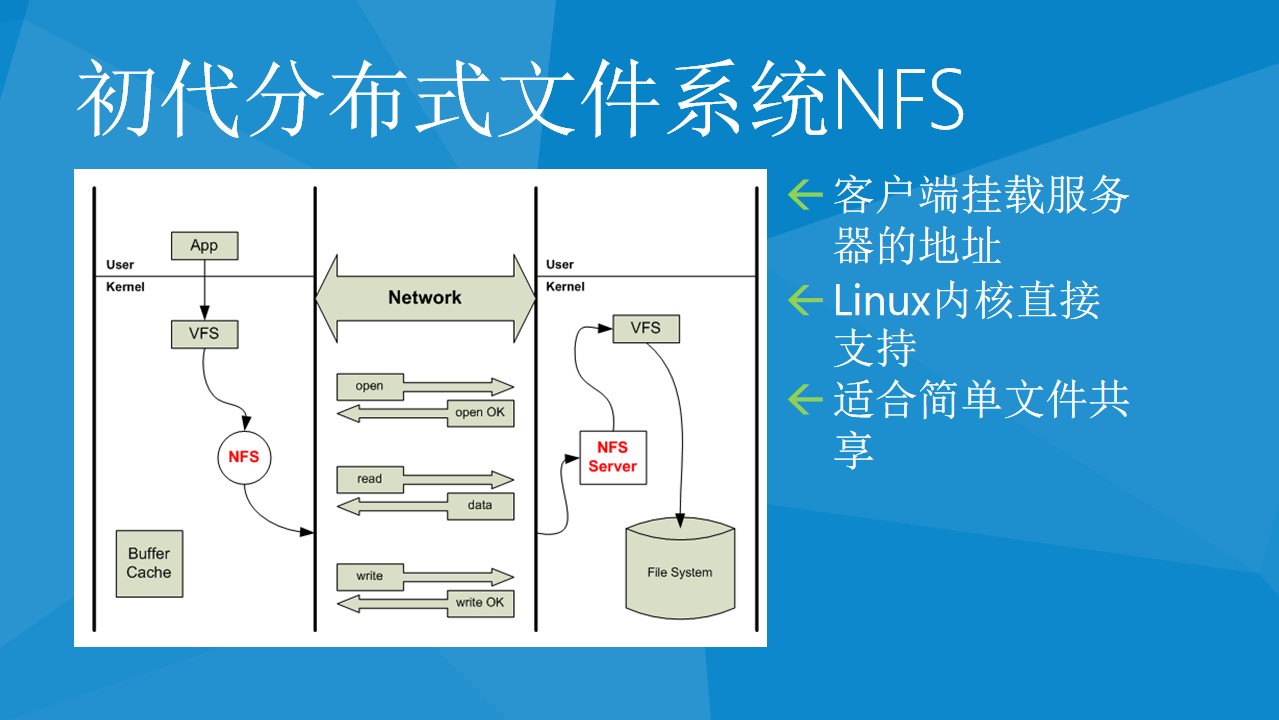 初代分布式文件系统NFS
App
User
Kernel
VFS
NFS
Buffer
Cache
Network
open
open OK
read
data
write
write OK
User
Kernel
VFS
NFS
Server
File System
客户端挂载服务
器的地址
Linux内核直接
支持
适合简单文件共
享